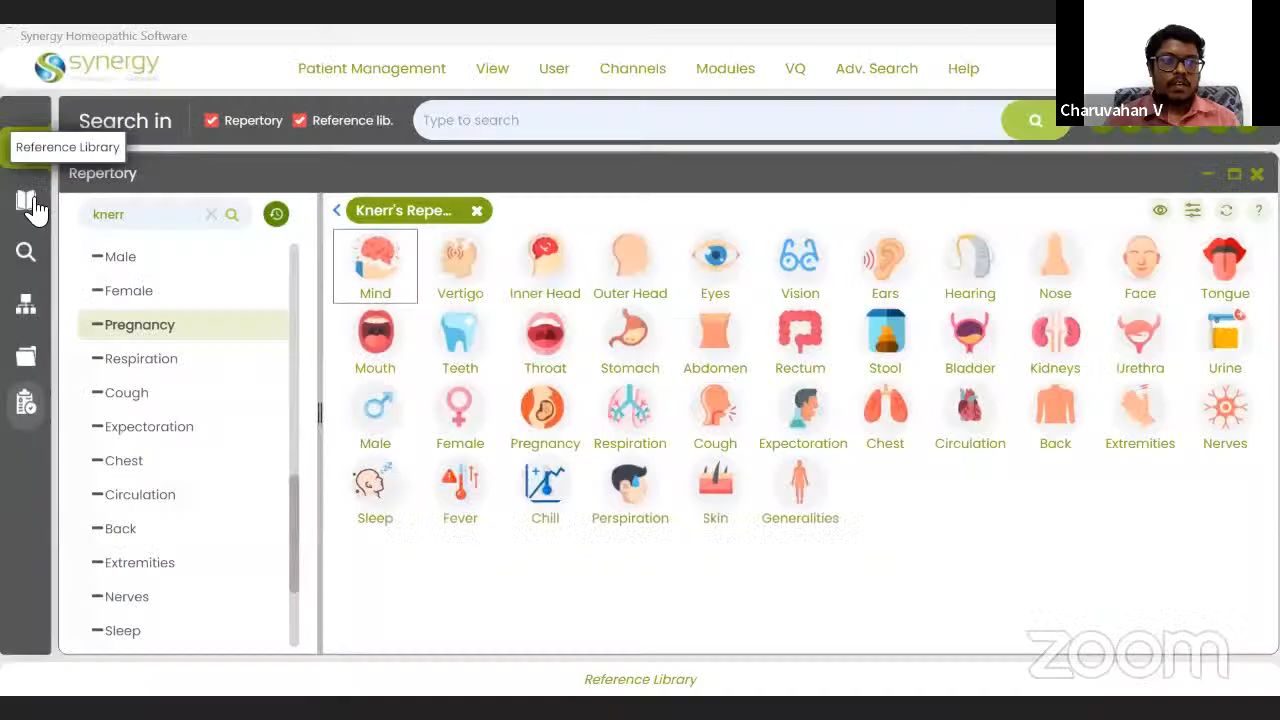 Synergy Homeopathic Software
synergy
Patient Management View User Channels Modules VQ Adv. Search Help
Charuvahan V
Search in Repertory Reference lib. Type to search
Reference Library
Repertory
knerr
Knerr's Repe... ?
Male
Female
Pregnancy
Respiration
Cough
Expectoration
Chest
Circulation
Back
Extremities
Nerves
Sleep
Mind Vertigo Inner Head Outer Head Eyes Vision Ears Hearing Nose Face Tongue
Mouth Teeth Throat Stomach Abdomen Rectum Stool Bladder Kidneys Urethra Urine
Male Female Pregnancy Respiration Cough Expectoration Chest Circulation Back Extremities Nerves
Sleep Fever Chill Perspiration Skin Generalities
zoom
Reference Library